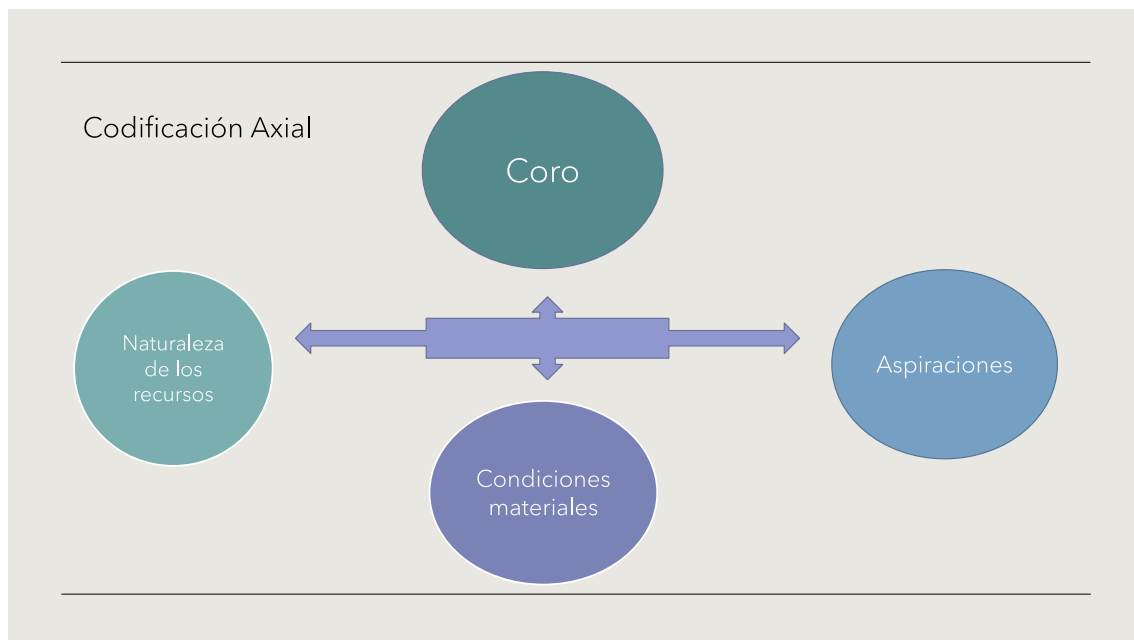 Codificación Axial
Coro
Naturaleza
de los
recursos
Aspiraciones
Condiciones
materiales